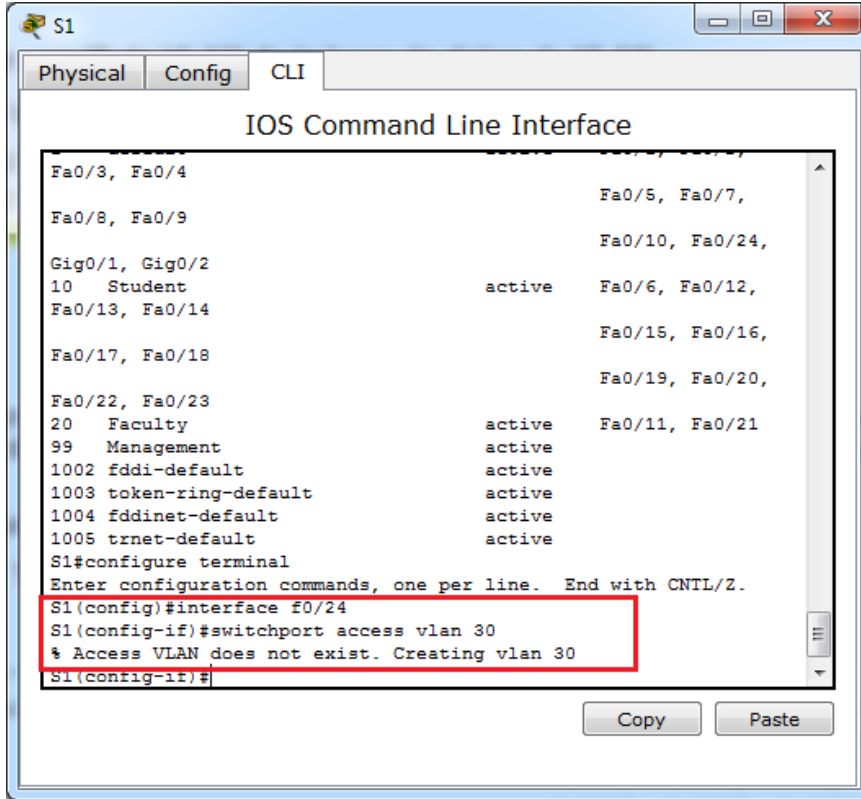 S1
Physical Config CLI
IOS Command Line Interface
Fa0/3, Fa0/4
Fa0/5, Fa0/7,
Fa0/8, Fa0/9
Fa0/10, Fa0/24,
Gig0/1, Gig0/2
10 Student active Fa0/6, Fa0/12,
Fa0/13, Fa0/14
Fa0/15, Fa0/16,
Fa0/17, Fa0/18
Fa0/19, Fa0/20,
Fa0/22, Fa0/23
20 Faculty active Fa0/11, Fa0/21
99 Management active
1002 fddi-default active
1003 token-ring-default active
1004 fddinet-default active
1005 trnet-default active
S1#configure terminal
Enter configuration commands, one per line. End with CNTL/Z.
S1(config)#interface f0/24
S1(config-if)#switchport access vlan 30
% Access VLAN does not exist. Creating vlan 30
S1(config-if)#
Copy Paste